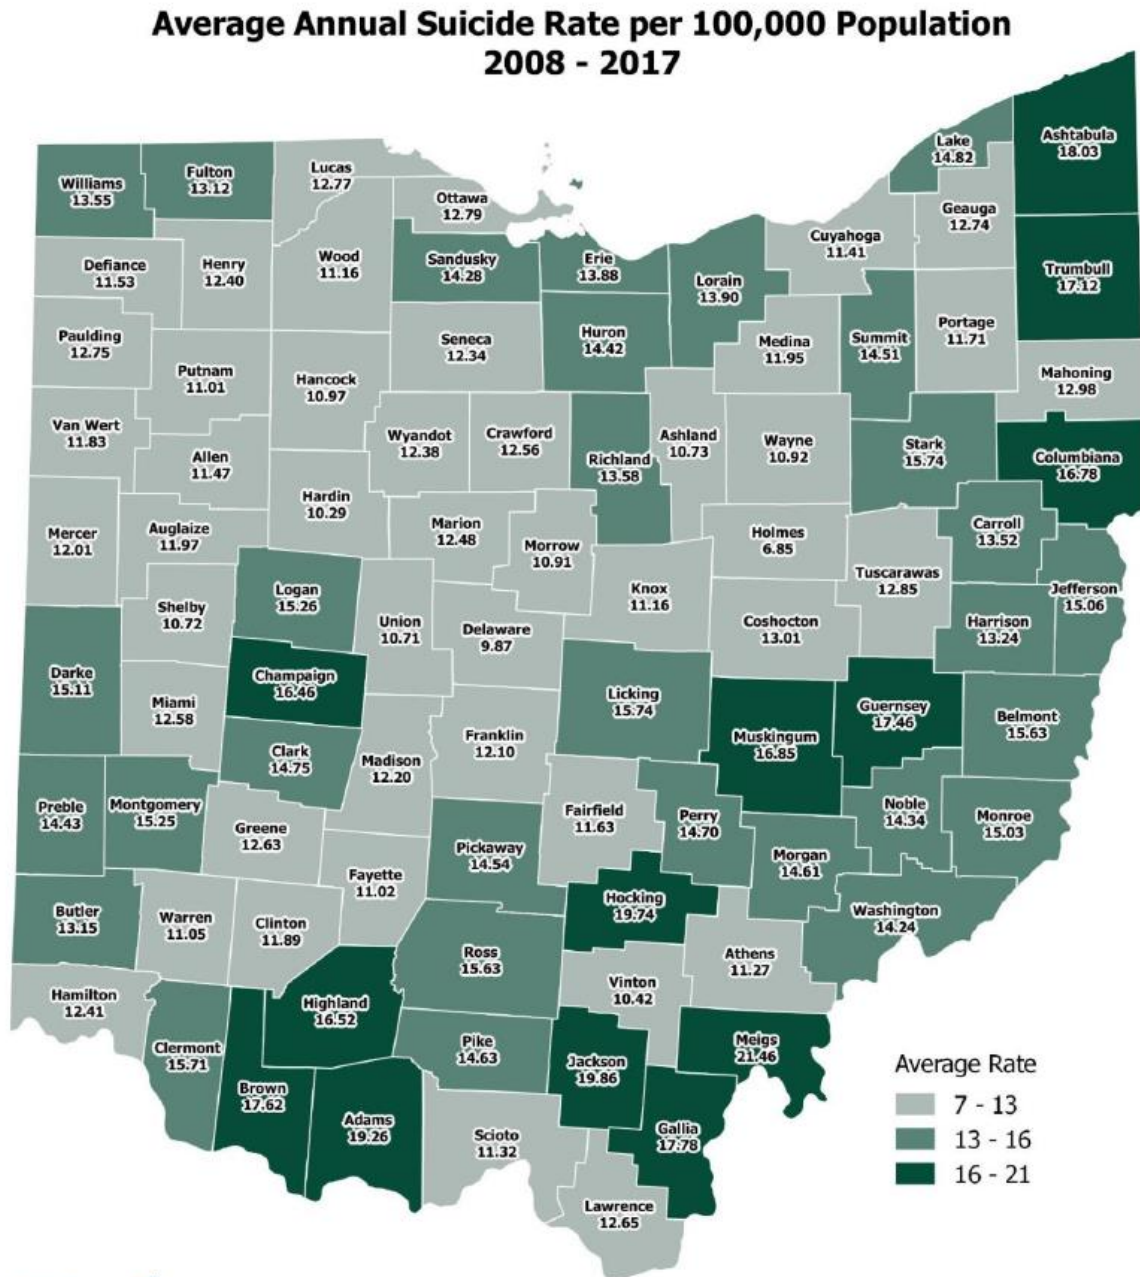 Average Annual Suicide Rate per 100,000 Population
2008 - 2017
Williams
13.55
Fulton
13.12
Lucas
12.77
Ottawa
12.79
Lake
14.82
Ashtabula
18.03
Geauga
12.74
Cuyahoga
11.41
Defiance
11.53
Henry
12.40
Wood
11.16
Sandusky
14.28
Erie
13.88
Lorain
13.90
Trumbull
17.12
Paulding
12.75
Putnam
11.01
Hancock
10.97
Seneca
12.34
Huron
14.42
Medina
11.95
Summit
14.51
Portage
11.71
Mahoning
12.98
Van Wert
11.83
Allen
11.47
Wyandot
12.38
Crawford
12.56
Richland
13.58
Ashland
10.73
Wayne
10.92
Stark
15.74
Columbiana
16.78
Mercer
12.01
Auglaize
11.97
Hardin
10.29
Marion
12.48
Morrow
10.91
Holmes
6.85
Carroll
13.52
Tuscarawas
12.85
Jefferson
15.06
Shelby
10.72
Logan
15.26
Union
10.71
Delaware
9.87
Knox
11.16
Coshocton
13.01
Harrison
13.24
Darke
15.11
Miami
12.58
Champaign
16.46
Licking
15.74
Muskingum
16.85
Guernsey
17.46
Belmont
15.63
Clark
14.75
Madison
12.20
Franklin
12.10
Preble
14.43
Montgomery
15.25
Greene
12.63
Fairfield
11.63
Perry
14.70
Noble
14.34
Monroe
15.03
Pickaway
14.54
Morgan
14.61
Fayette
11.02
Butler
13.15
Warren
11.05
Clinton
11.89
Hocking
19.74
Washington
14.24
Ross
15.63
Athens
11.27
Vinton
10.42
Hamilton
12.41
Highland
16.52
Clermont
15.71
Pike
14.63
Jackson
19.86
Meigs
21.46
Brown
17.62
Adams
19.26
Scioto
11.32
Gallia
17.78
Lawrence
12.65
Average Rate
7 - 13
13 - 16
16 - 21